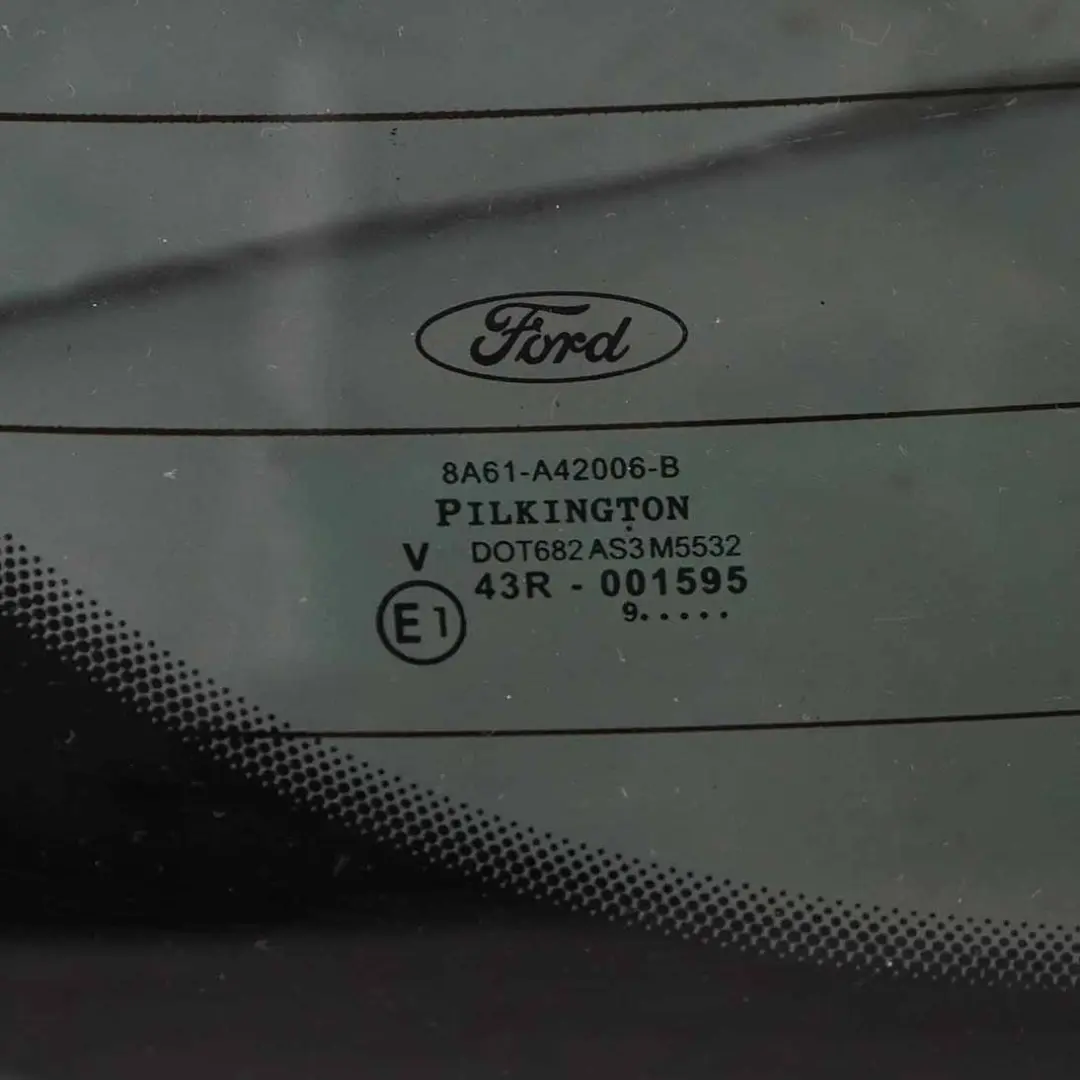 Ford
8A61-A42006-B
PILKINGTON
V DOT682 AS3 M5532
43R - 001595
E1
9.....